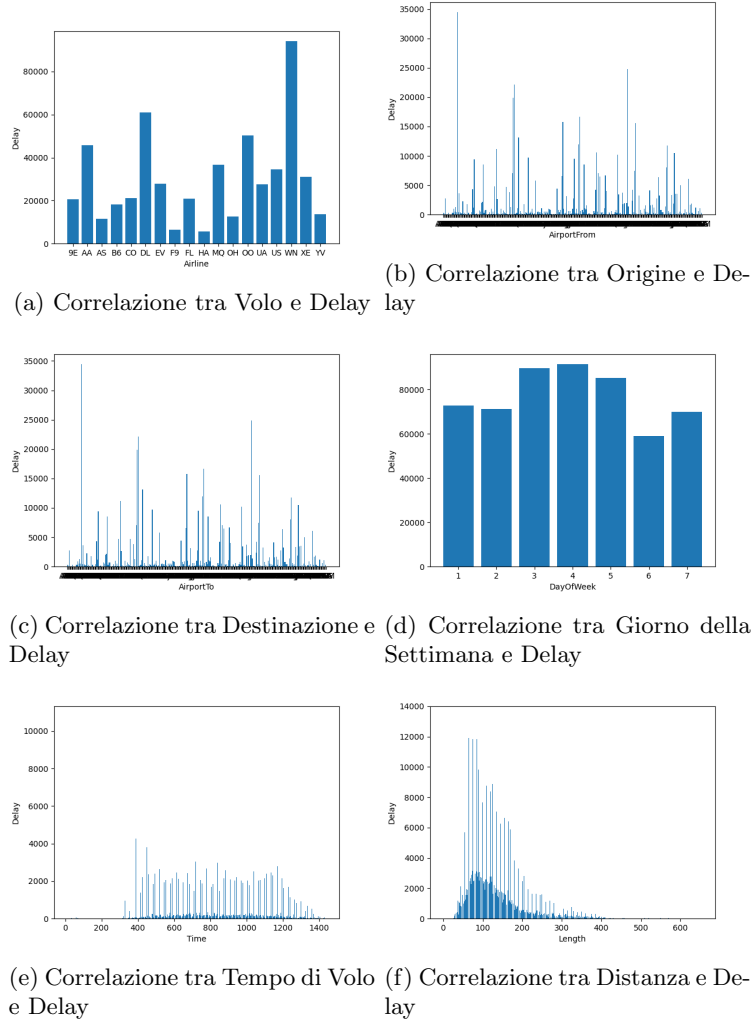 80000
60000
40000
20000
0
Delay
9E AA AS B6 CO DL EV F9 FL HA MQ OH OO UA US WN XE YV
Airline
(a) Correlazione tra Volo e Delay
35000
30000
25000
20000
15000
10000
5000
0
Delay
AirportFrom
(b) Correlazione tra Origine e De-
lay
35000
30000
25000
20000
15000
10000
5000
0
Delay
AirportTo
(c) Correlazione tra Destinazione e
Delay
80000
60000
40000
20000
0
Delay
1 2 3 4 5 6 7
DayOfWeek
(d) Correlazione tra Giorno della
Settimana e Delay
10000
8000
6000
4000
2000
0
Delay
0 200 400 600 800 1000 1200 1400
Time
(e) Correlazione tra Tempo di Volo
e Delay
14000
12000
10000
8000
6000
4000
2000
0
Delay
0 100 200 300 400 500 600
Length
(f) Correlazione tra Distanza e De-
lay